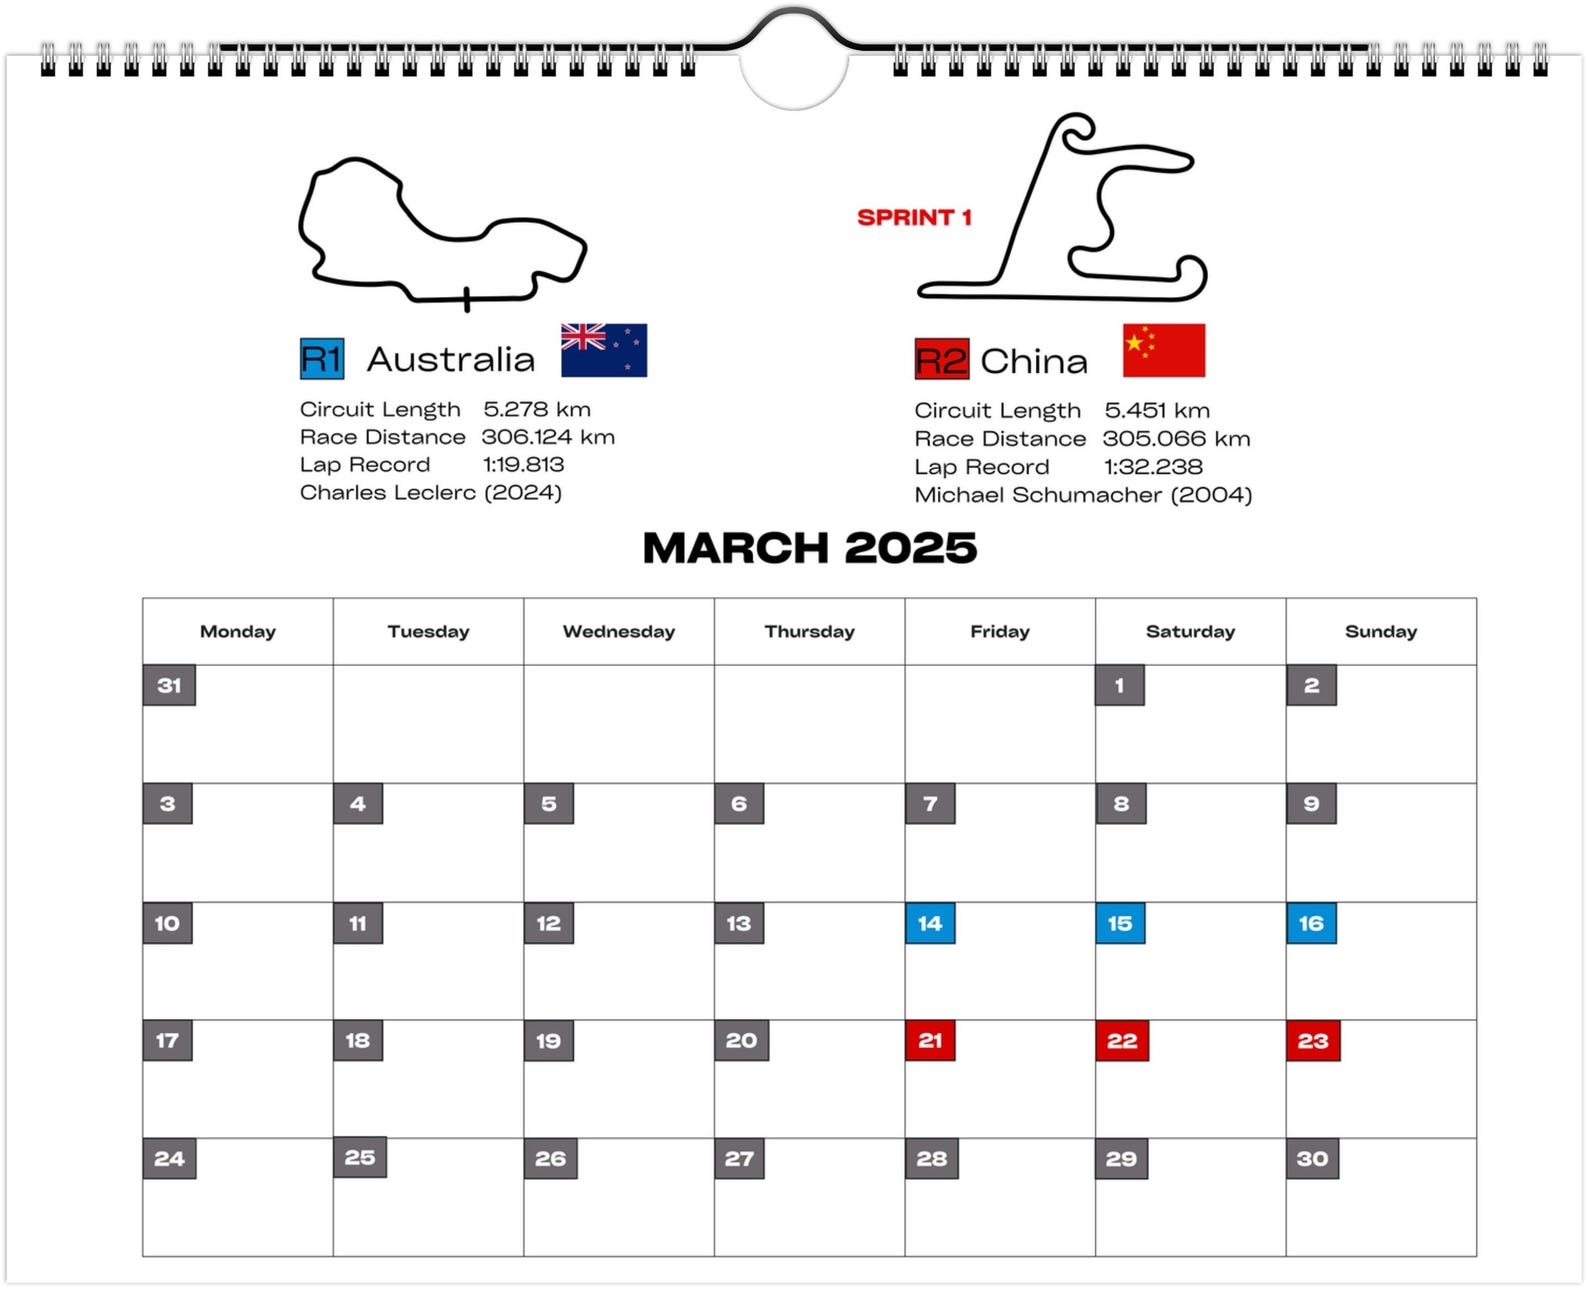 SPRINT 1
R1 Australia
Circuit Length 5.278 km
Race Distance 306.124 km
Lap Record 1:19.813
Charles Leclerc (2024)
R2 China
Circuit Length 5.451 km
Race Distance 305.066 km
Lap Record 1:32.238
Michael Schumacher (2004)
MARCH 2025
Monday Tuesday Wednesday Thursday Friday Saturday Sunday
31 1 2
3 4 5 6 7 8 9
10 11 12 13 14 15 16
17 18 19 20 21 22 23
24 25 26 27 28 29 30